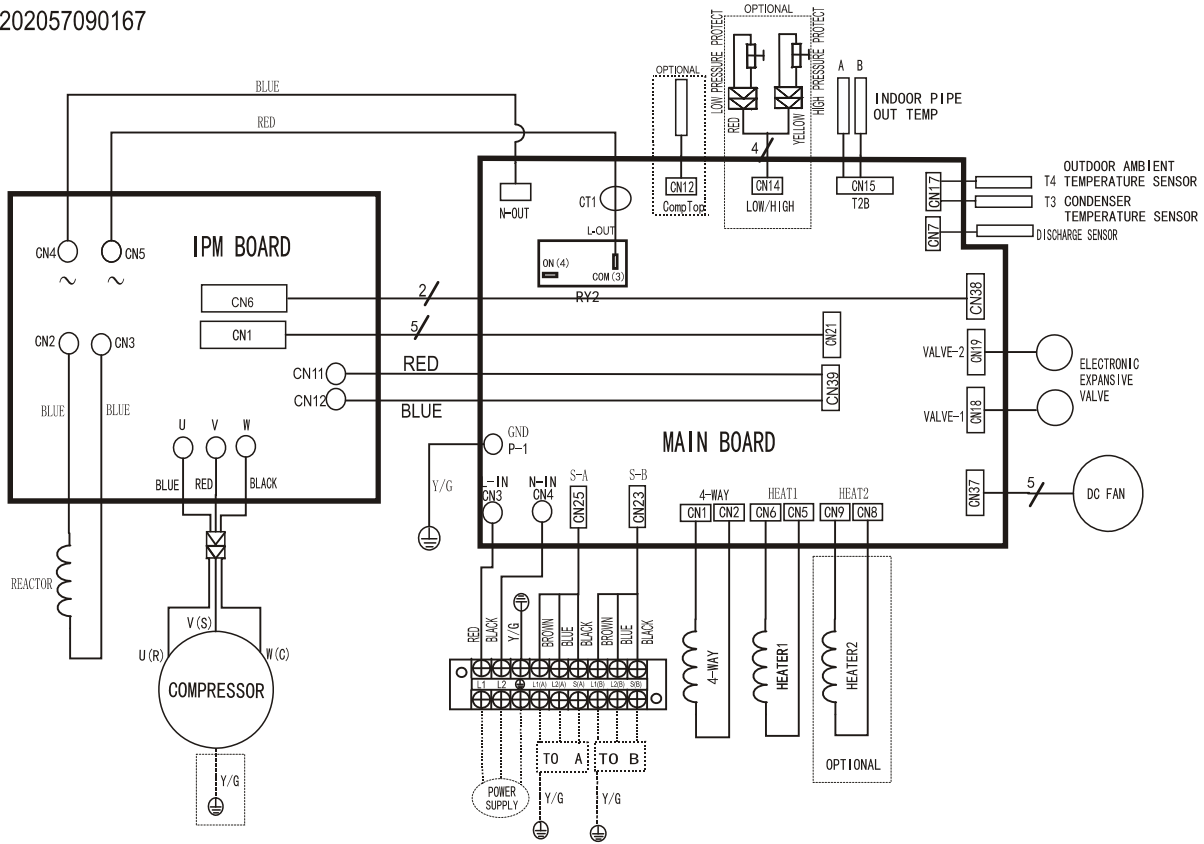 202057090167
OPTIONAL
LOW PRESSURE PROTECT
HIGH PRESSURE PROTECT
OPTIONAL
A B
INDOOR PIPE
OUT TEMP
BLUE
RED
RED
YELLOW
4
CN12
CompTop
CN14
LOW/HIGH
CN15
T2B
CN17
T4
OUTDOOR AMBIENT
TEMPERATURE SENSOR
T3
CONDENSER
TEMPERATURE SENSOR
CN7
DISCHARGE SENSOR
N-OUT
CT1
L-OUT
ON(4)
COM(3)
RY2
IPM BOARD
CN4
CN5
~
~
CN6
2
CN38
CN1
5
CN21
CN2
CN3
CN11
RED
CN39
CN12
BLUE
VALVE-2
CN19
VALVE-1
CN18
ELECTRONIC
EXPANSIVE
VALVE
BLUE
BLUE
U V W
BLUE
RED
BLACK
MAIN BOARD
GND
P-1
Y/G
L-IN
CN3
N-IN
CN4
S-A
CN25
S-B
CN23
4-WAY
CN1
CN2
HEAT1
CN6
CN5
HEAT2
CN9
CN8
CN37
5
DC FAN
REACTOR
V(S)
U(R)
W(C)
COMPRESSOR
Y/G
RED
BLACK
Y/G
BROWN
BLUE
BLACK
BROWN
BLUE
BLACK
L1 L2 L1(A) L2(A) S(A) L1(B) L2(B) S(B)
TO A
TO B
POWER
SUPPLY
Y/G
Y/G
4-WAY
HEATER1
HEATER2
OPTIONAL